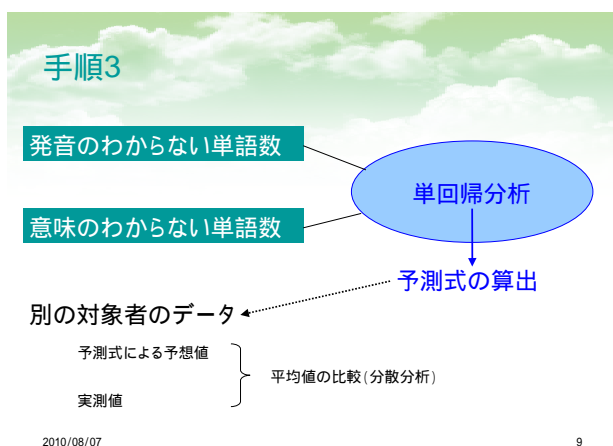 手順3
発音のわからない単語数
単回帰分析
意味のわからない単語数
予測式の算出
別の対象者のデータ
予測式による予想値
平均値の比較(分散分析)
実測値
2010/08/07
9